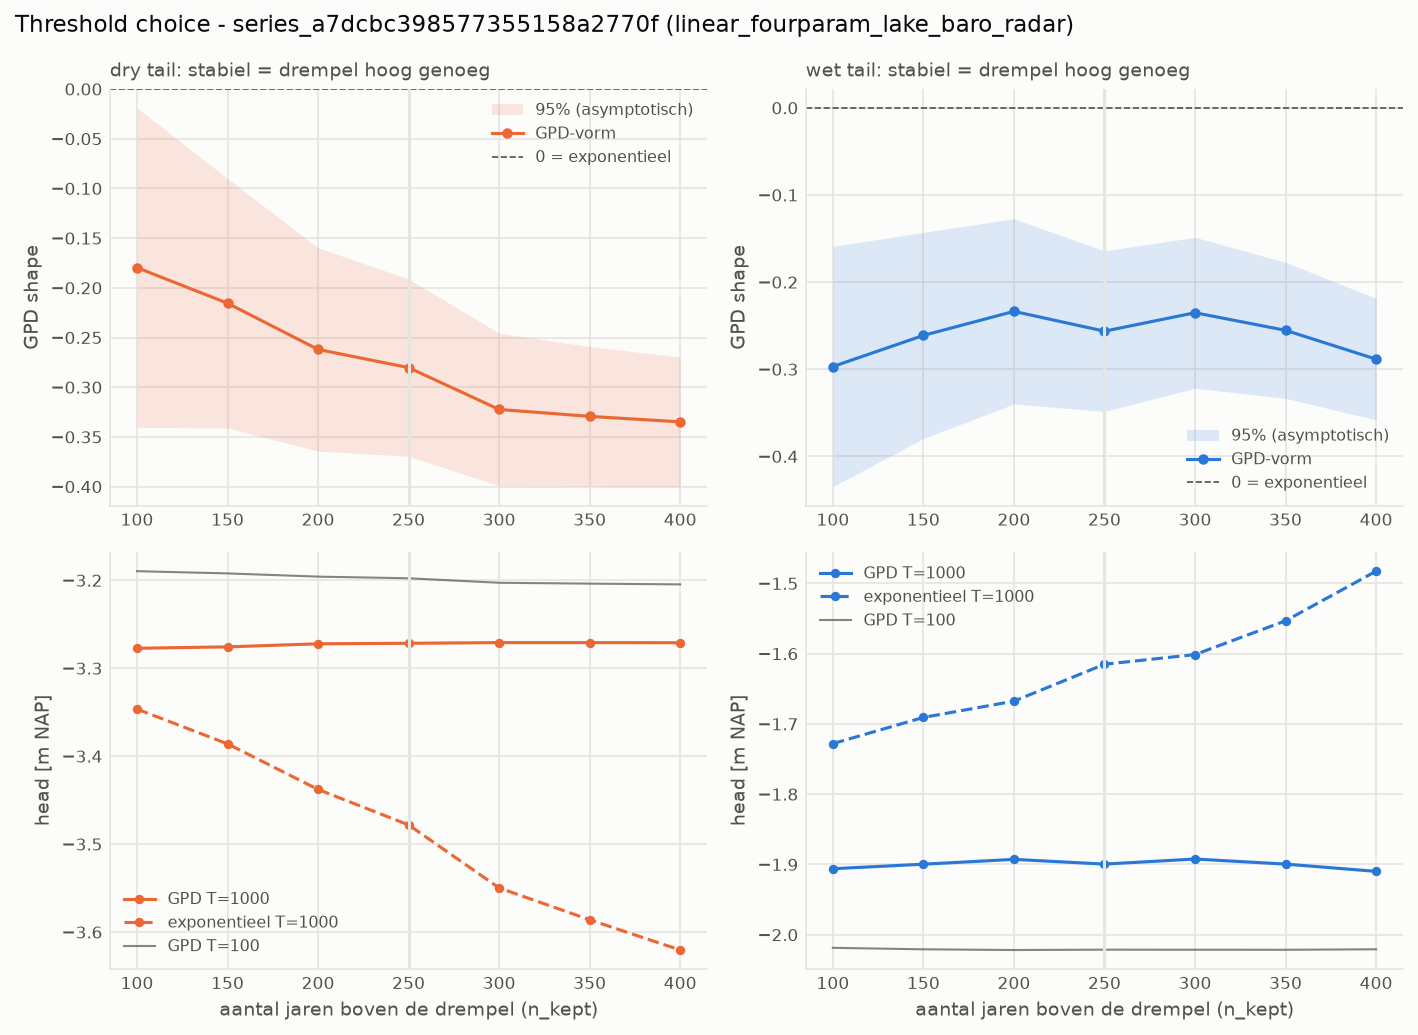 Threshold choice - series_a7dcbc398577355158a2770f (linear_fourparam_lake_baro_radar)
dry tail: stabiel = drempel hoog genoeg
GPD shape
0.00
−0.05
−0.10
−0.15
−0.20
−0.25
−0.30
−0.35
−0.40
95% (asymptotisch)
GPD-vorm
0 = exponentieel
100 150 200 250 300 350 400
wet tail: stabiel = drempel hoog genoeg
GPD shape
0.0
−0.1
−0.2
−0.3
−0.4
95% (asymptotisch)
GPD-vorm
0 = exponentieel
100 150 200 250 300 350 400
head [m NAP]
−3.2
−3.3
−3.4
−3.5
−3.6
GPD T=1000
exponentieel T=1000
GPD T=100
100 150 200 250 300 350 400
aantal jaren boven de drempel (n_kept)
head [m NAP]
−1.5
−1.6
−1.7
−1.8
−1.9
−2.0
GPD T=1000
exponentieel T=1000
GPD T=100
100 150 200 250 300 350 400
aantal jaren boven de drempel (n_kept)